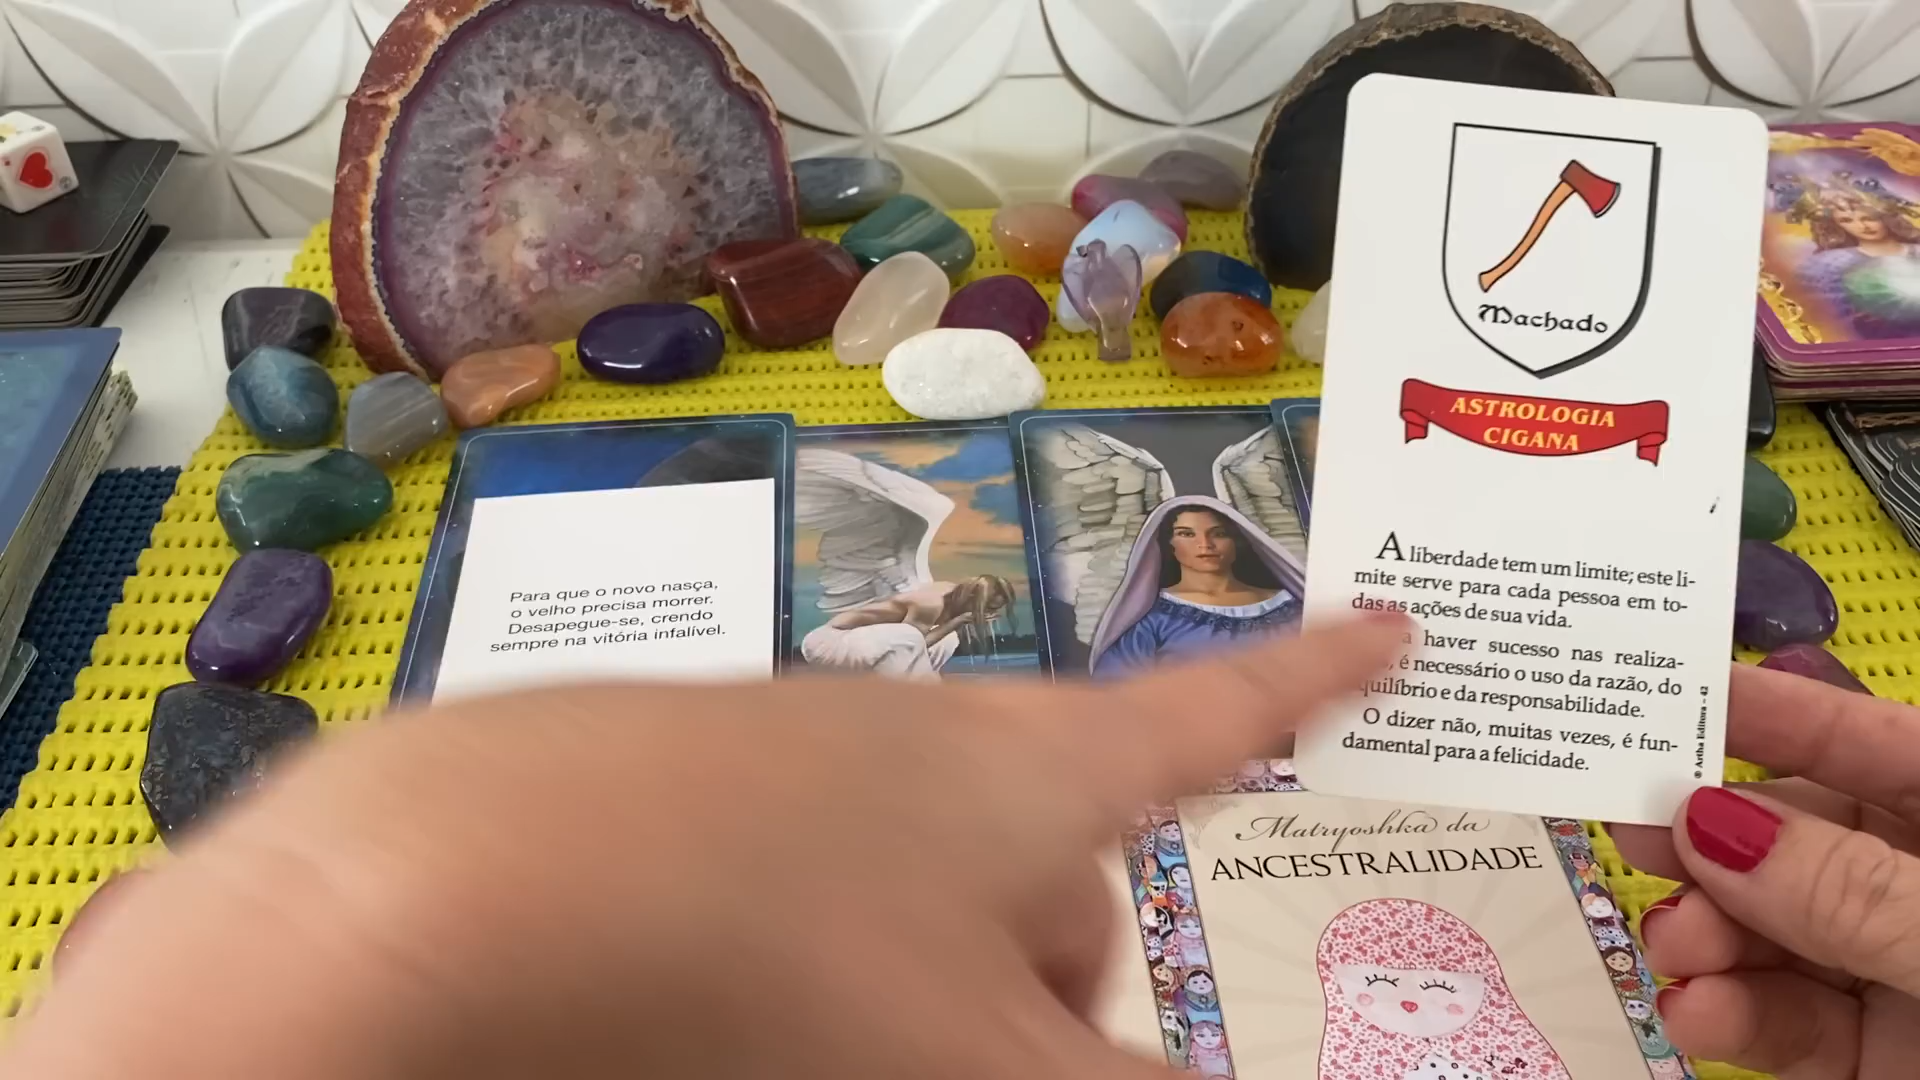 Machado
ASTROLOGIA
CIGANA
A liberdade tem um limite; este li-
mite serve para cada pessoa em to-
das as ações de sua vida.
haver sucesso nas realiza-
é necessário o uso da razão, do
quilíbrio e da responsabilidade.
O dizer não, muitas vezes, é fun-
damental para a felicidade.
® Artha Editora - 42
Para que o novo nasça,
o velho precisa morrer.
Desapegue-se, crendo
sempre na vitória infalível.
Matryoshka da
ANCESTRALIDADE